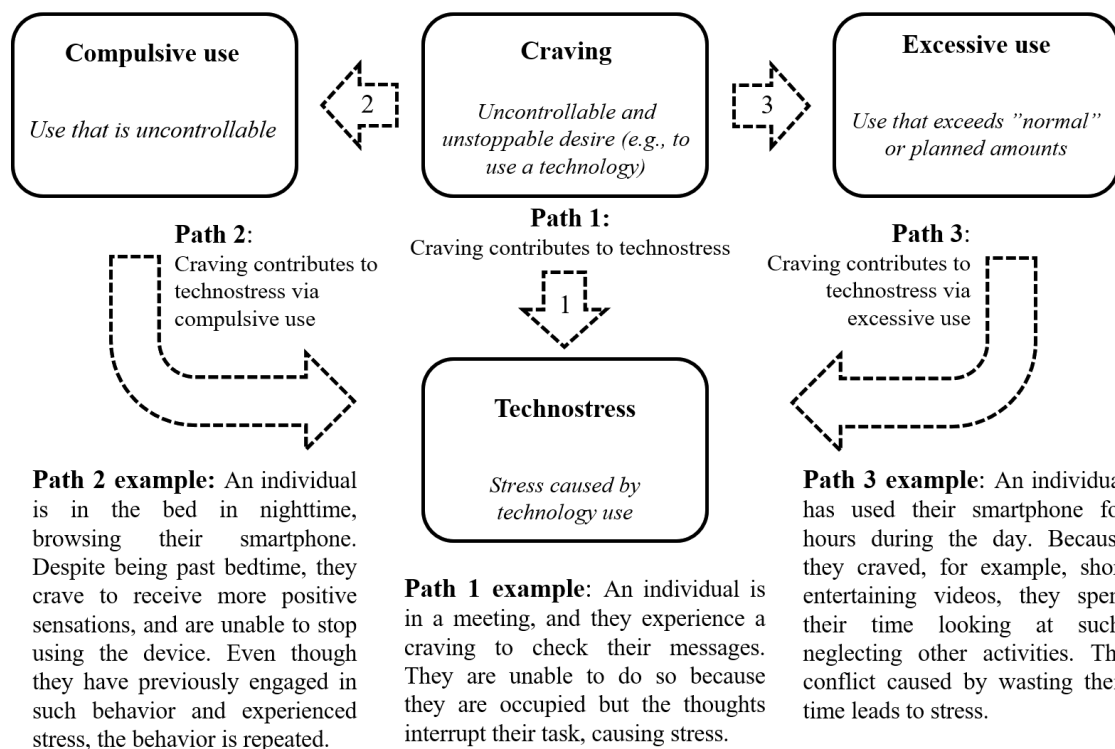 Compulsive use
Use that is uncontrollable
2
Craving
Uncontrollable and
unstoppable desire (e.g., to
use a technology)
3
Excessive use
Use that exceeds ”normal”
or planned amounts
Path 2:
Craving contributes to
technostress via
compulsive use
Path 1:
Craving contributes to technostress
1
Path 3:
Craving contributes to
technostress via
excessive use
Technostress
Stress caused by
technology use
Path 2 example: An individual
is in the bed in nighttime,
browsing their smartphone.
Despite being past bedtime, they
crave to receive more positive
sensations, and are unable to stop
using the device. Even though
they have previously engaged in
such behavior and experienced
stress, the behavior is repeated.
Path 1 example: An individual is
in a meeting, and they experience a
craving to check their messages.
They are unable to do so because
they are occupied but the thoughts
interrupt their task, causing stress.
Path 3 example: An individua
has used their smartphone fo
hours during the day. Becaus
they craved, for example, shor
entertaining videos, they spen
their time looking at such
neglecting other activities. Th
conflict caused by wasting thei
time leads to stress.